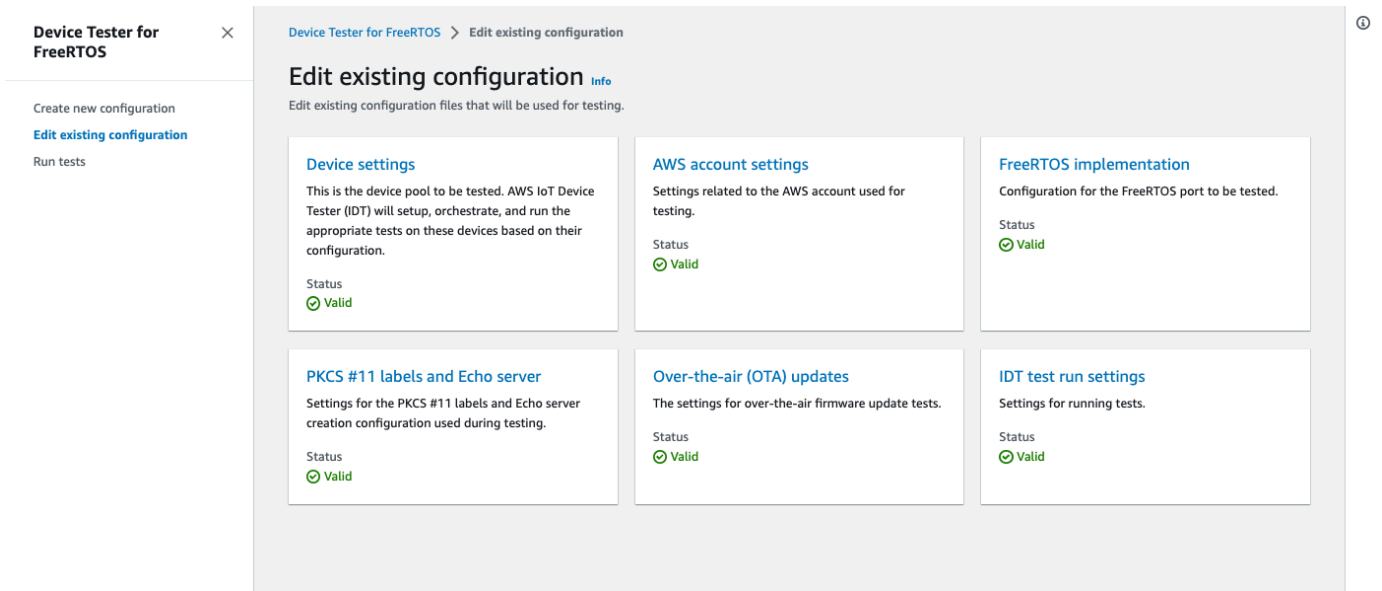 Device Tester for
FreeRTOS
Create new configuration
Edit existing configuration
Run tests
Device Tester for FreeRTOS > Edit existing configuration
Edit existing configuration Info
Edit existing configuration files that will be used for testing.
Device settings
This is the device pool to be tested. AWS IoT Device
Tester (IDT) will setup, orchestrate, and run the
appropriate tests on these devices based on their
configuration.
Status
Valid
AWS account settings
Settings related to the AWS account used for
testing.
Status
Valid
FreeRTOS implementation
Configuration for the FreeRTOS port to be tested.
Status
Valid
PKCS #11 labels and Echo server
Settings for the PKCS #11 labels and Echo server
creation configuration used during testing.
Status
Valid
Over-the-air (OTA) updates
The settings for over-the-air firmware update tests.
Status
Valid
IDT test run settings
Settings for running tests.
Status
Valid